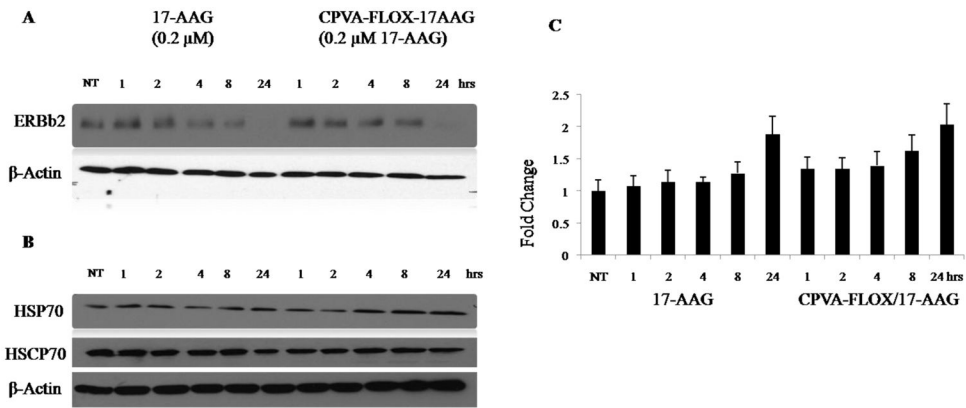 A
17-AAG
(0.2 µM)
CPVA-FLOX-17AAG
(0.2 µM 17-AAG)
NT 1 2 4 8 24 1 2 4 8 24 hrs
ERBb2
β-Actin
B
NT 1 2 4 8 24 1 2 4 8 24 hrs
HSP70
HSCP70
β-Actin
C
Fold Change
2.5
2
1.5
1
0.5
0
NT 1 2 4 8 24 1 2 4 8 24 hrs
17-AAG CPVA-FLOX/17-AAG